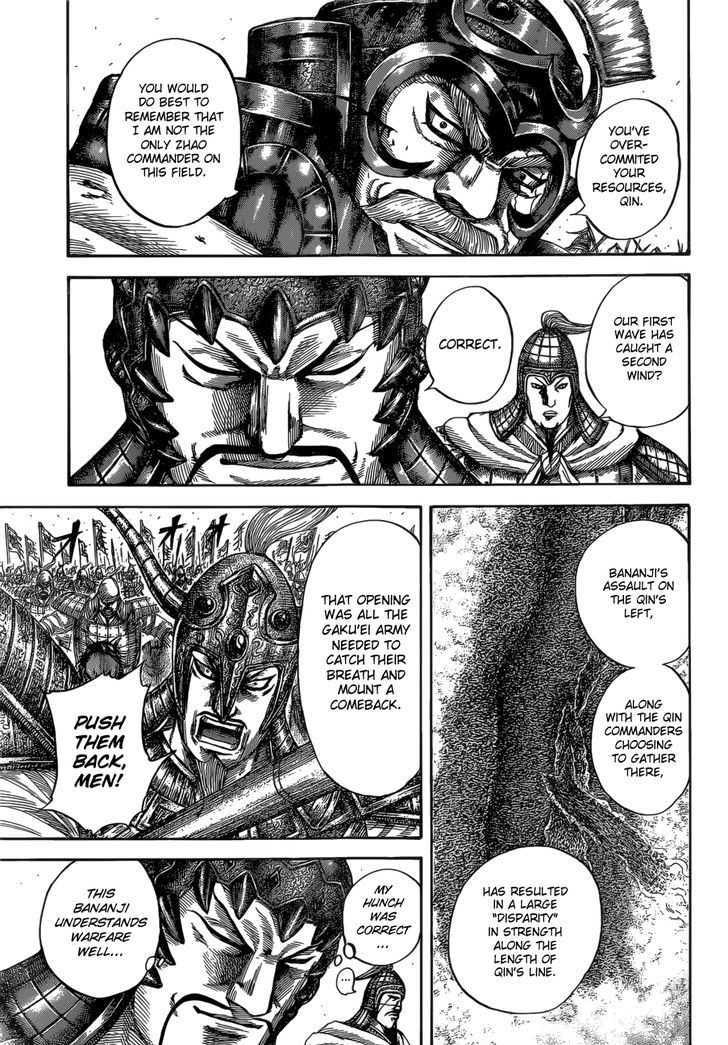 YOU'VE
OVER-
COMMITED
YOUR
RESOURCES,
QIN.
YOU WOULD
DO BEST TO
REMEMBER THAT
I AM NOT THE
ONLY ZHAO
COMMANDER ON
THIS FIELD.
OUR FIRST
WAVE HAS
CAUGHT A
SECOND
WIND?
CORRECT.
BANANJI'S
ASSAULT ON
THE QIN'S
LEFT,
ALONG
WITH THE QIN
COMMANDERS
CHOOSING
TO GATHER
THERE,
HAS RESULTED
IN A LARGE
"DISPARITY"
IN STRENGTH
ALONG THE
LENGTH OF
QIN'S LINE.
THAT OPENING
WAS ALL THE
GAKU'EI ARMY
NEEDED TO
CATCH THEIR
BREATH AND
MOUNT A
COMEBACK.
オオ
PUSH
THEM
BACK,
MEN!
MY
HUNCH WAS
CORRECT
...
...
THIS
BANANJI
UNDERSTANDS
WARFARE
WELL...